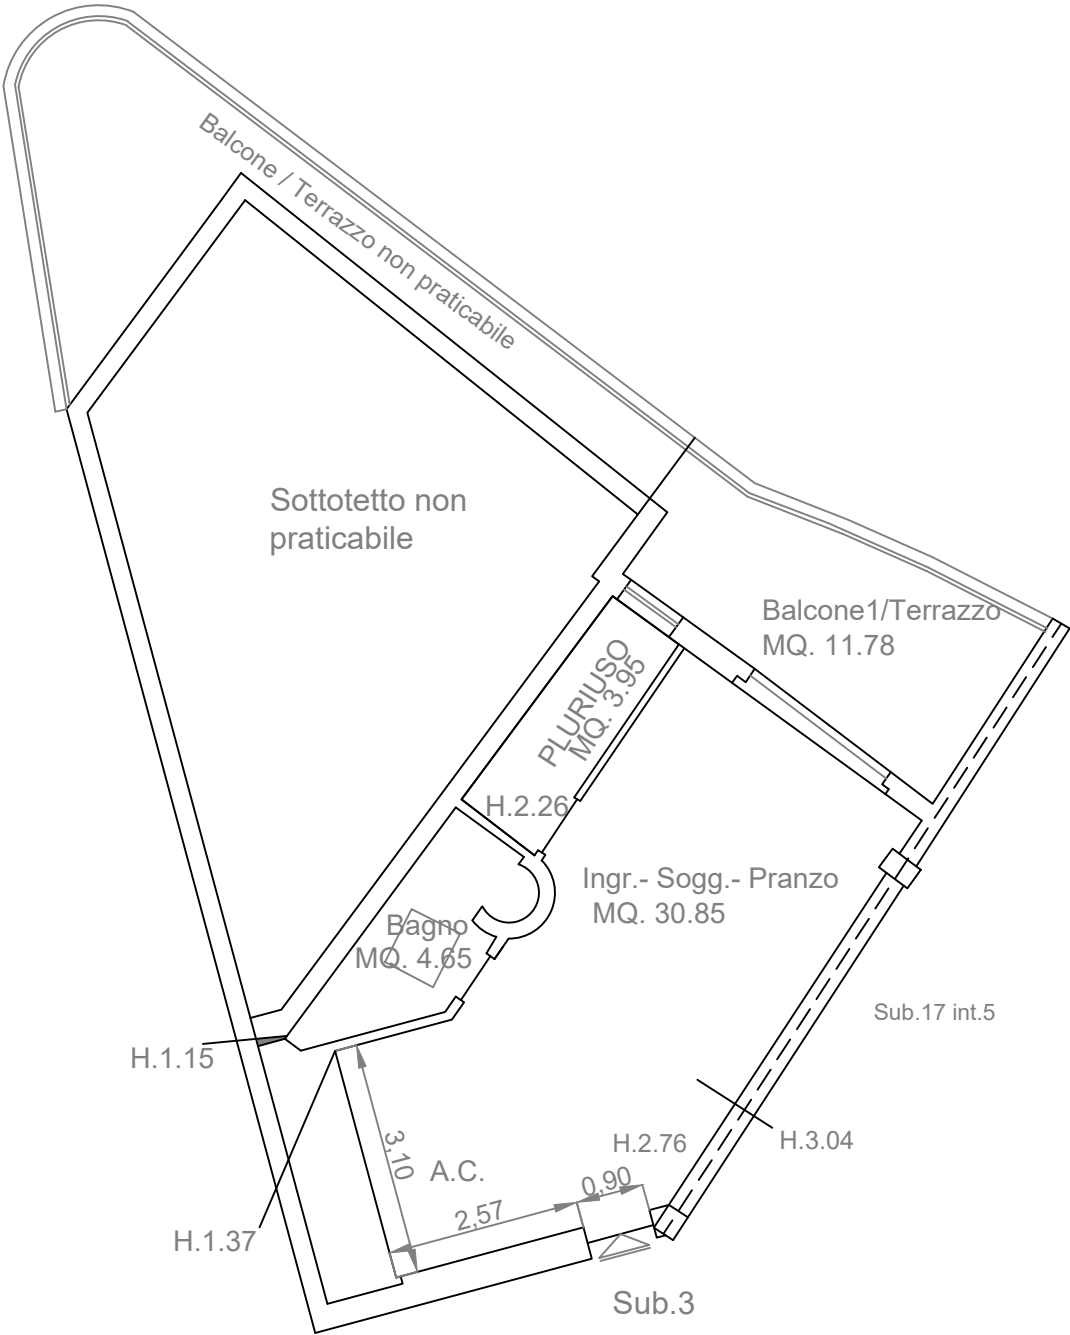 Balcone / Terrazzo non praticabile
Sottotetto non
praticabile
Balcone1/Terrazzo
MQ. 11.78
PLURIUSO
MQ. 3.95
H.2.26
Ingr.- Sogg.- Pranzo
MQ. 30.85
Bagno
MQ. 4.65
Sub.17 int.5
H.1.15
3,10
A.C.
H.2.76
H.3.04
0,90
2,57
H.1.37
Sub.3